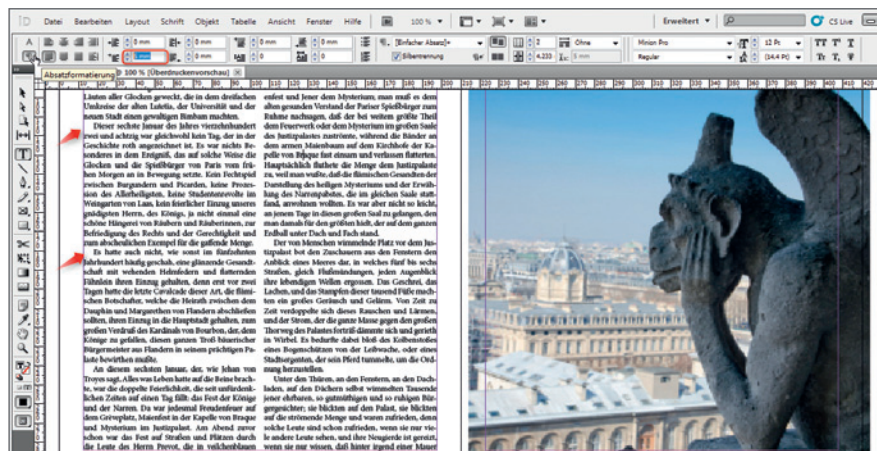 Datei Bearbeiten Layout Schrift Objekt Tabelle Ansicht Fenster Hilfe 100 % Erweitert CS Live
A 0 mm 0 mm 0 mm 0 mm [Einfacher Absatz]+ 2 Ohne Minion Pro 12 Pt TT T T
0 mm 0 mm 0 mm Silbentrennung 4.233 5 mm Regular (14,4 Pt)
Absatzformatierung 100 % [Überdruckenvorschau]
Läuten aller Glocken geweckt, die in dem dreifachen
Umkreise der alten Lutetia, der Universität und der
neuen Stadt einen gewaltigen Bimbam machten.
Dieser sechste Januar des Jahres vierzehnhundert
zwei und achtzig war gleichwohl kein Tag, der in der
Geschichte roth angezeichnet ist. Es war nichts Be-
sonderes in dem Ereigniß, das auf solche Weise die
Glocken und die Spießbürger von Paris vom frü-
hen Morgen an in Bewegung setzte. Kein Fechtspiel
zwischen Burgundern und Picarden, keine Prozes-
sion des Allerheiligsten, keine Studentenrevolte im
Weingarten von Laas, kein feierlicher Einzug unseres
gnädigsten Herrn, des Königs, ja nicht einmal eine
schöne Hängerei von Räubern und Räuberinnen, zur
Befriedigung des Rechts und der Gerechtigkeit und
zum abscheulichen Exempel für die gaffende Menge.
Es hatte auch nicht, wie sonst im fünfzehnten
Jahrhundert häufig geschah, eine glänzende Gesandt-
schaft mit wehenden Helmfedern und flatternden
Fähnlein ihren Einzug gehalten, denn erst vor zwei
Tagen hatte die letzte Cavalcade dieser Art, die flämi-
schen Botschafter, welche die Heirath zwischen dem
Dauphin und Margarethen von Flandern abschließen
sollten, ihren Einzug in die Hauptstadt gehalten, zum
großen Verdruß des Kardinals von Bourbon, der, dem
Könige zu gefallen, diesen ganzen Troß bäuerischer
Bürgermeister aus Flandern in seinem prächtigen Pa-
laste bewirthen mußte.
An diesem sechsten Januar, der, wie Jehan von
Troyes sagt, Alles was Leben hatte auf die Beine brach-
te, war die doppelte Feierlichkeit, die seit unfürdenk-
lichen Zeiten auf einen Tag fällt: das Fest der Könige
und der Narren. Da war jedesmal Freudenfeuer auf
dem Grèveplatz, Maienfest in der Kapelle von Braque
und Mysterium im Justizpalast. Am Abend zuvor
schon war das Fest auf Straßen und Plätzen durch
die Leute des Herrn Prevot, die in veilchenblauen
enfest und Jener dem Mysterium; man muß es dem
alten gesunden Verstand der Pariser Spießbürger zum
Ruhme nachsagen, daß der bei weitem größte Theil
dem Feuerwerk oder dem Mysterium im großen Saale
des Justizpalastes zuströmte, während die Bänder an
dem armen Maienbaum auf dem Kirchhofe der Ka-
pelle von Braque fast einsam und verlassen flatterten.
Hauptsächlich fluthete die Menge dem Justizpalaste
zu, weil man wußte, daß die flämischen Gesandten der
Darstellung des heiligen Mysteriums und der Erwäh-
lung des Narrenpabstes, die im gleichen Saale statt-
fand, anwohnen wollten. Es war aber nicht so leicht,
an jenem Tage in diesen großen Saal zu gelangen, den
man damals für den größten hielt, der auf dem ganzen
Erdball unter Dach und Fach stand.
Der von Menschen wimmelnde Platz vor dem Jus-
tizpalast bot den Zuschauern aus den Fenstern den
Anblick eines Meeres dar, in welches fünf bis sechs
Straßen, gleich Flußmündungen, jeden Augenblick
ihre lebendigen Wellen ergossen. Das Geschrei, das
Lachen, und das Stampfen dieser tausend Füße mach-
ten ein großes Geräusch und Gelärm. Von Zeit zu
Zeit verdoppelte sich dieses Rauschen und Lärmen,
und der Strom, der die ganze Masse gegen den großen
Thorweg des Palastes fortriß dämmte sich und gerieth
in Wirbel. Es bedurfte dabei bloß des Kolbenstoßes
eines Bogenschützen von der Leibwache, oder eines
Stadtsergenten, der sein Pferd tummelte, um die Ord-
nung herzustellen.
Unter den Thüren, an den Fenstern, an den Dach-
laden, auf den Dächern selbst wimmelten Tausende
jener ehrbaren, so gutmüthigen und so ruhigen Bür-
gergesichter; sie blickten auf den Palast, sie blickten
auf die strömende Menge und waren zufrieden, denn
solche Leute sind schon zufrieden, wenn sie nur vie-
le andere Leute sehen, und ihre Neugierde ist gereizt,
wenn sie nur wissen, daß hinter irgend einer Mauer